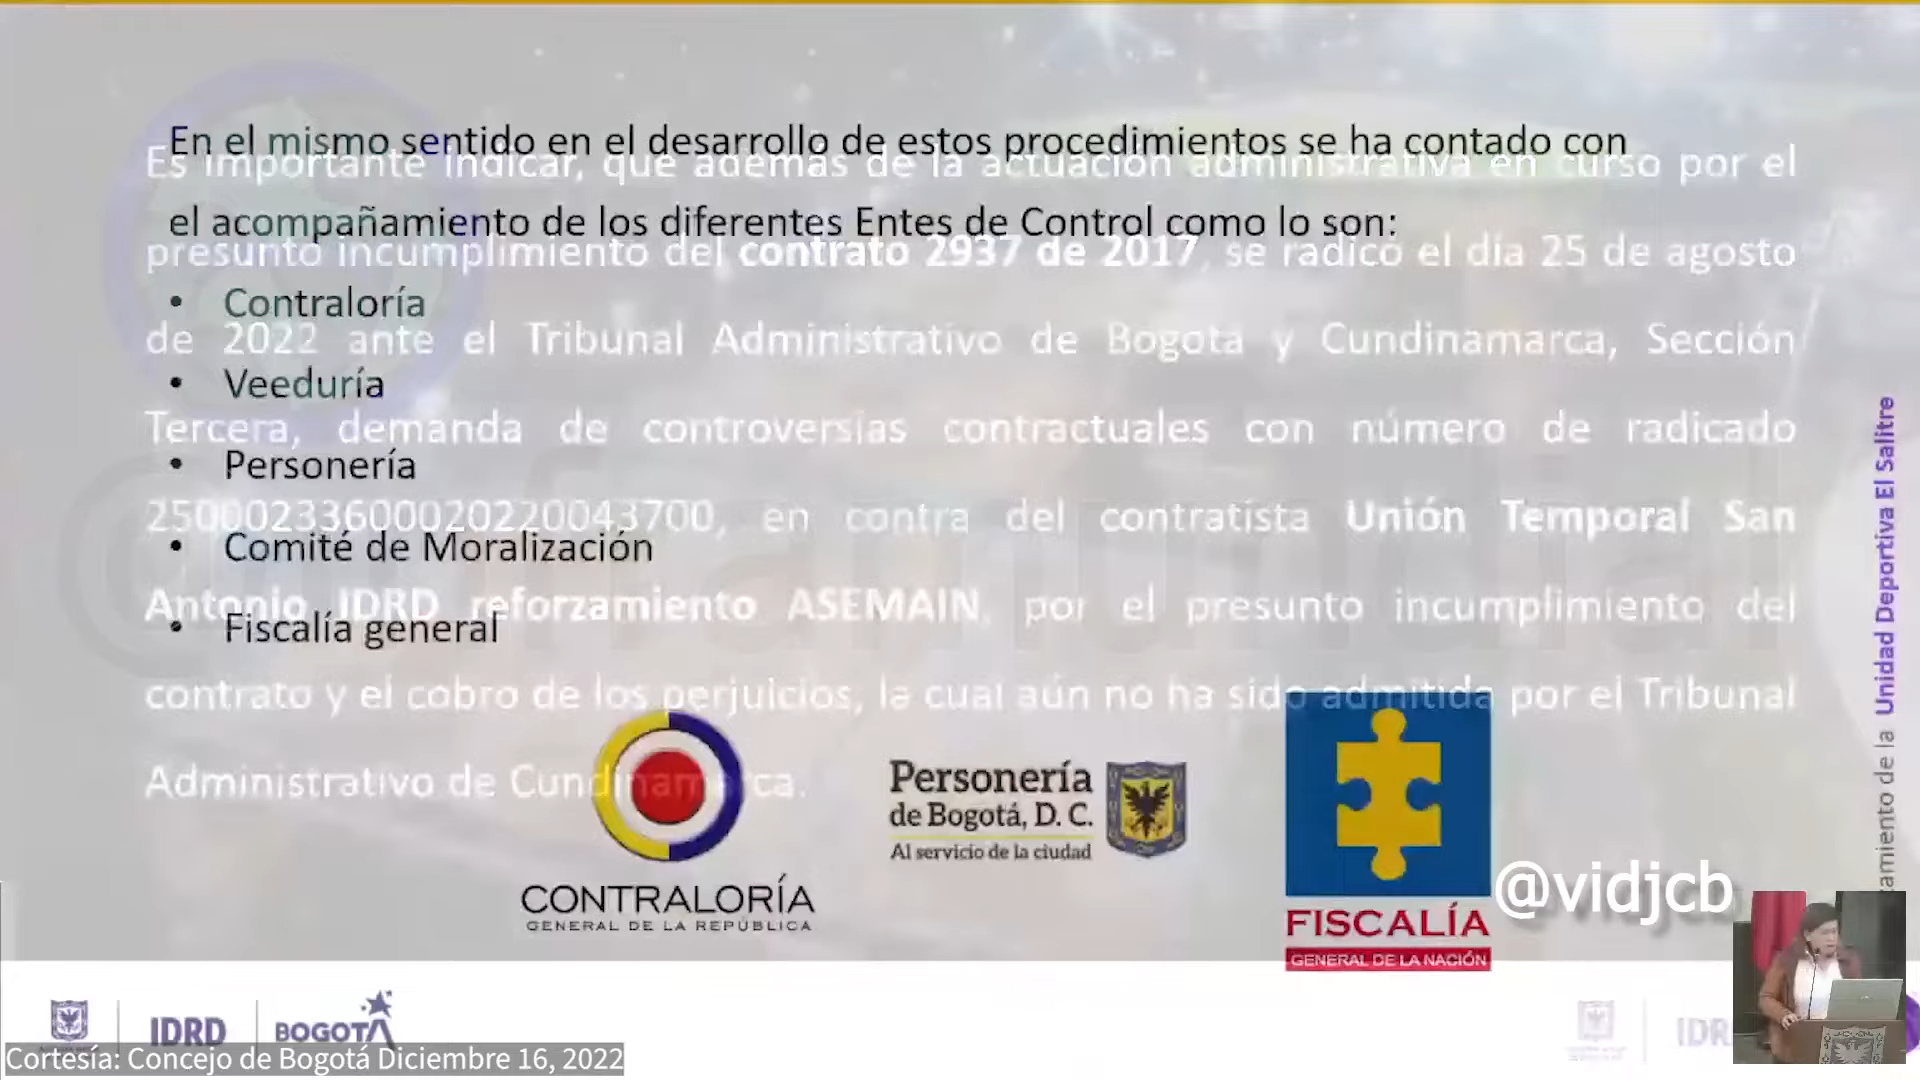 En el mismo sentido en el desarrollo de estos procedimientos se ha contado con
el acompañamiento de los diferentes Entes de Control como lo son:
• Contraloría
• Veeduría
• Personería
• Comité de Moralización
• Fiscalía general
Es importante indicar, que además de la actuación administrativa en curso por el
presunto incumplimiento del contrato 2937 de 2017, se radicó el día 25 de agosto
de 2022 ante el Tribunal Administrativo de Bogota y Cundinamarca, Sección
Tercera, demanda de controversias contractuales con número de radicado
25000233600020220043700, en contra del contratista Unión Temporal San
Antonio IDRD reforzamiento ASEMAIN, por el presunto incumplimiento del
contrato y el cobro de los perjuicios, la cual aún no ha sido admitida por el Tribunal
Administrativo de Cundinamarca.
CONTRALORÍA
GENERAL DE LA REPÚBLICA
Personería
de Bogotá, D. C.
Al servicio de la ciudad
FISCALÍA
GENERAL DE LA NACIÓN
@vidjcb
amiento de la Unidad Deportiva El Salitre
IDRD
BOGOTÁ
IDR
Cortesía: Concejo de Bogotá Diciembre 16, 2022